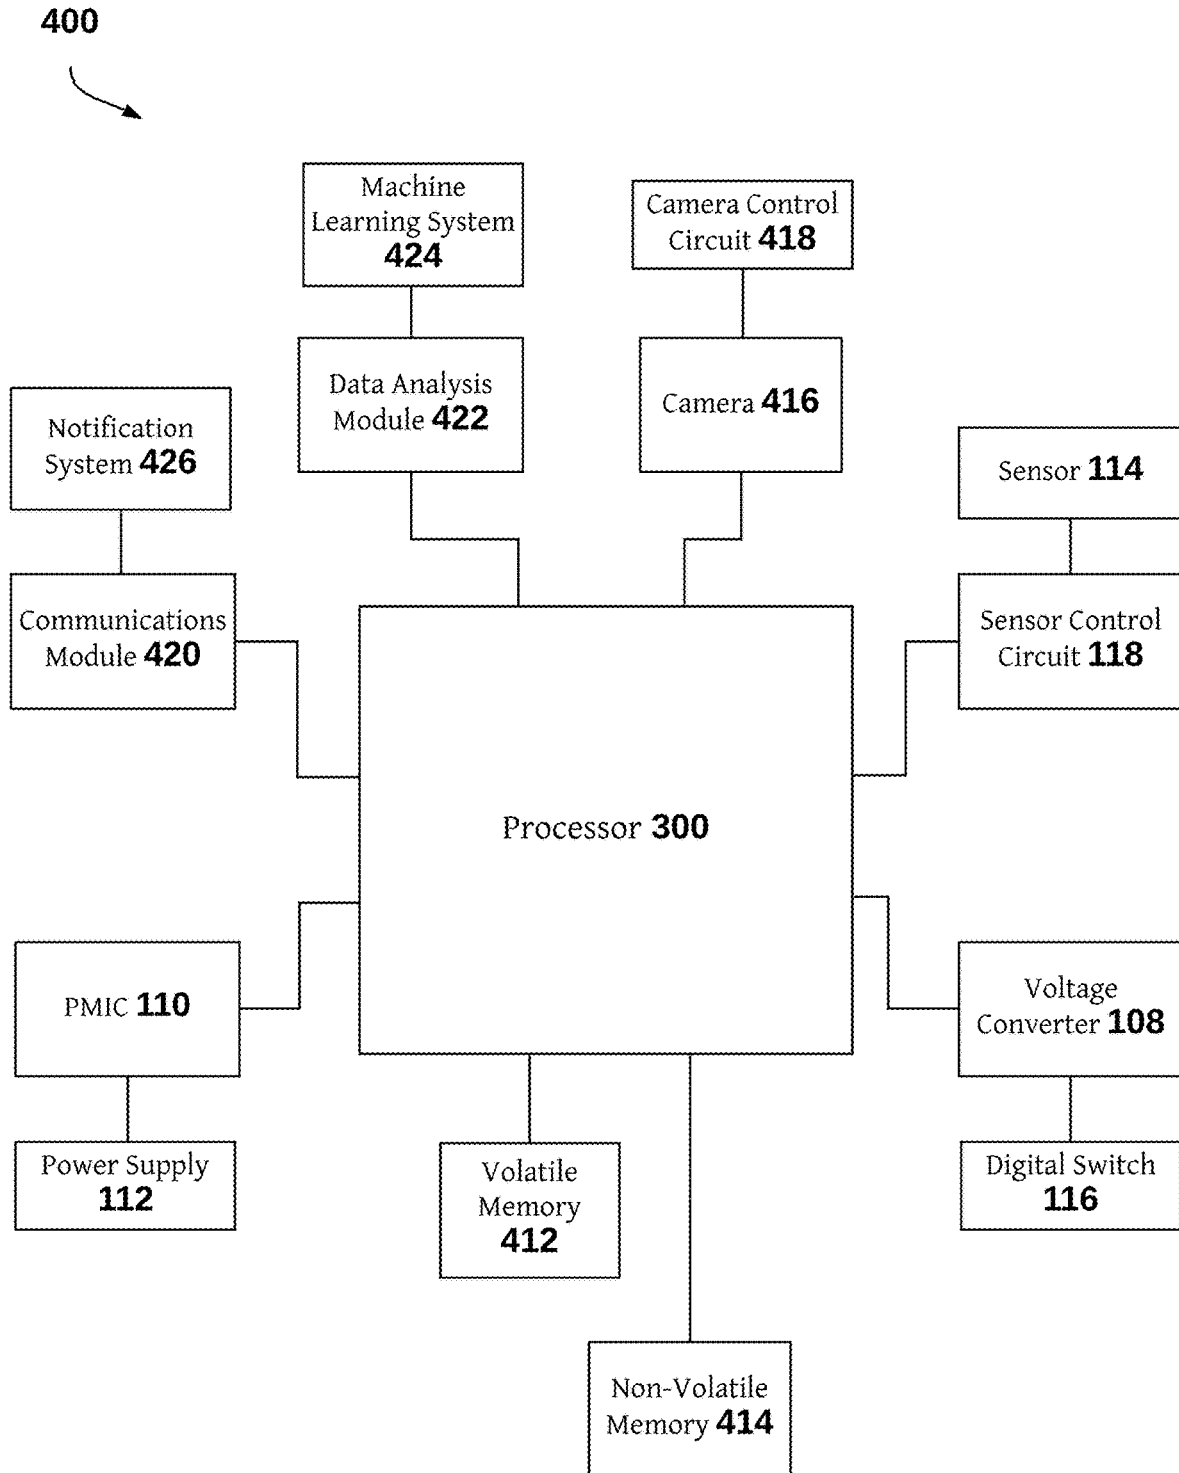 400
Machine
Learning System
424
Camera Control
Circuit 418
Data Analysis
Module 422
Camera 416
Notification
System 426
Sensor 114
Communications
Module 420
Sensor Control
Circuit 118
Processor 300
PMIC 110
Voltage
Converter 108
Power Supply
112
Volatile
Memory
412
Digital Switch
116
Non-Volatile
Memory 414